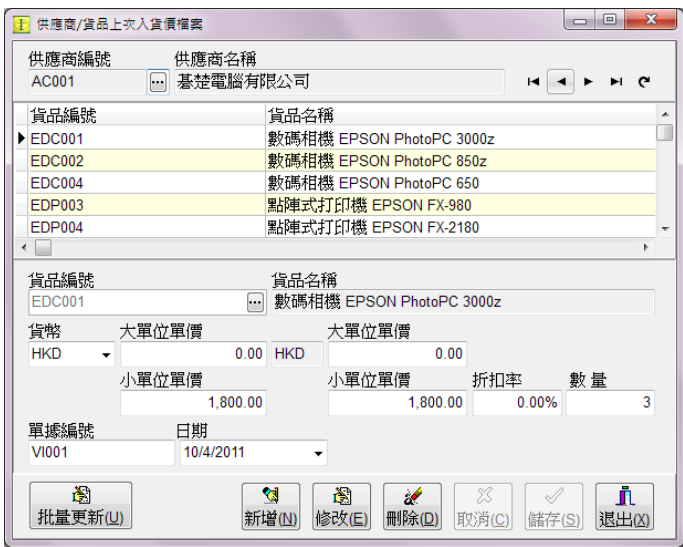 供應商/貨品上次入貨價檔案
供應商編號 供應商名稱
AC001 ... 基楚電腦有限公司
貨品編號 貨品名稱
EDC001 數碼相機 EPSON PhotoPC 3000z
EDC002 數碼相機 EPSON PhotoPC 850z
EDC004 數碼相機 EPSON PhotoPC 650
EDP003 點陣式打印機 EPSON FX-980
EDP004 點陣式打印機 EPSON FX-2180
貨品編號 貨品名稱
EDC001 ... 數碼相機 EPSON PhotoPC 3000z
貨幣 大單位單價 大單位單價
HKD 0.00 HKD 0.00
小單位單價 小單位單價 折扣率 數 量
1,800.00 1,800.00 0.00% 3
單據編號 日期
VI001 10/4/2011
批量更新(U) 新增(N) 修改(E) 刪除(D) 取消(C) 儲存(S) 退出(X)